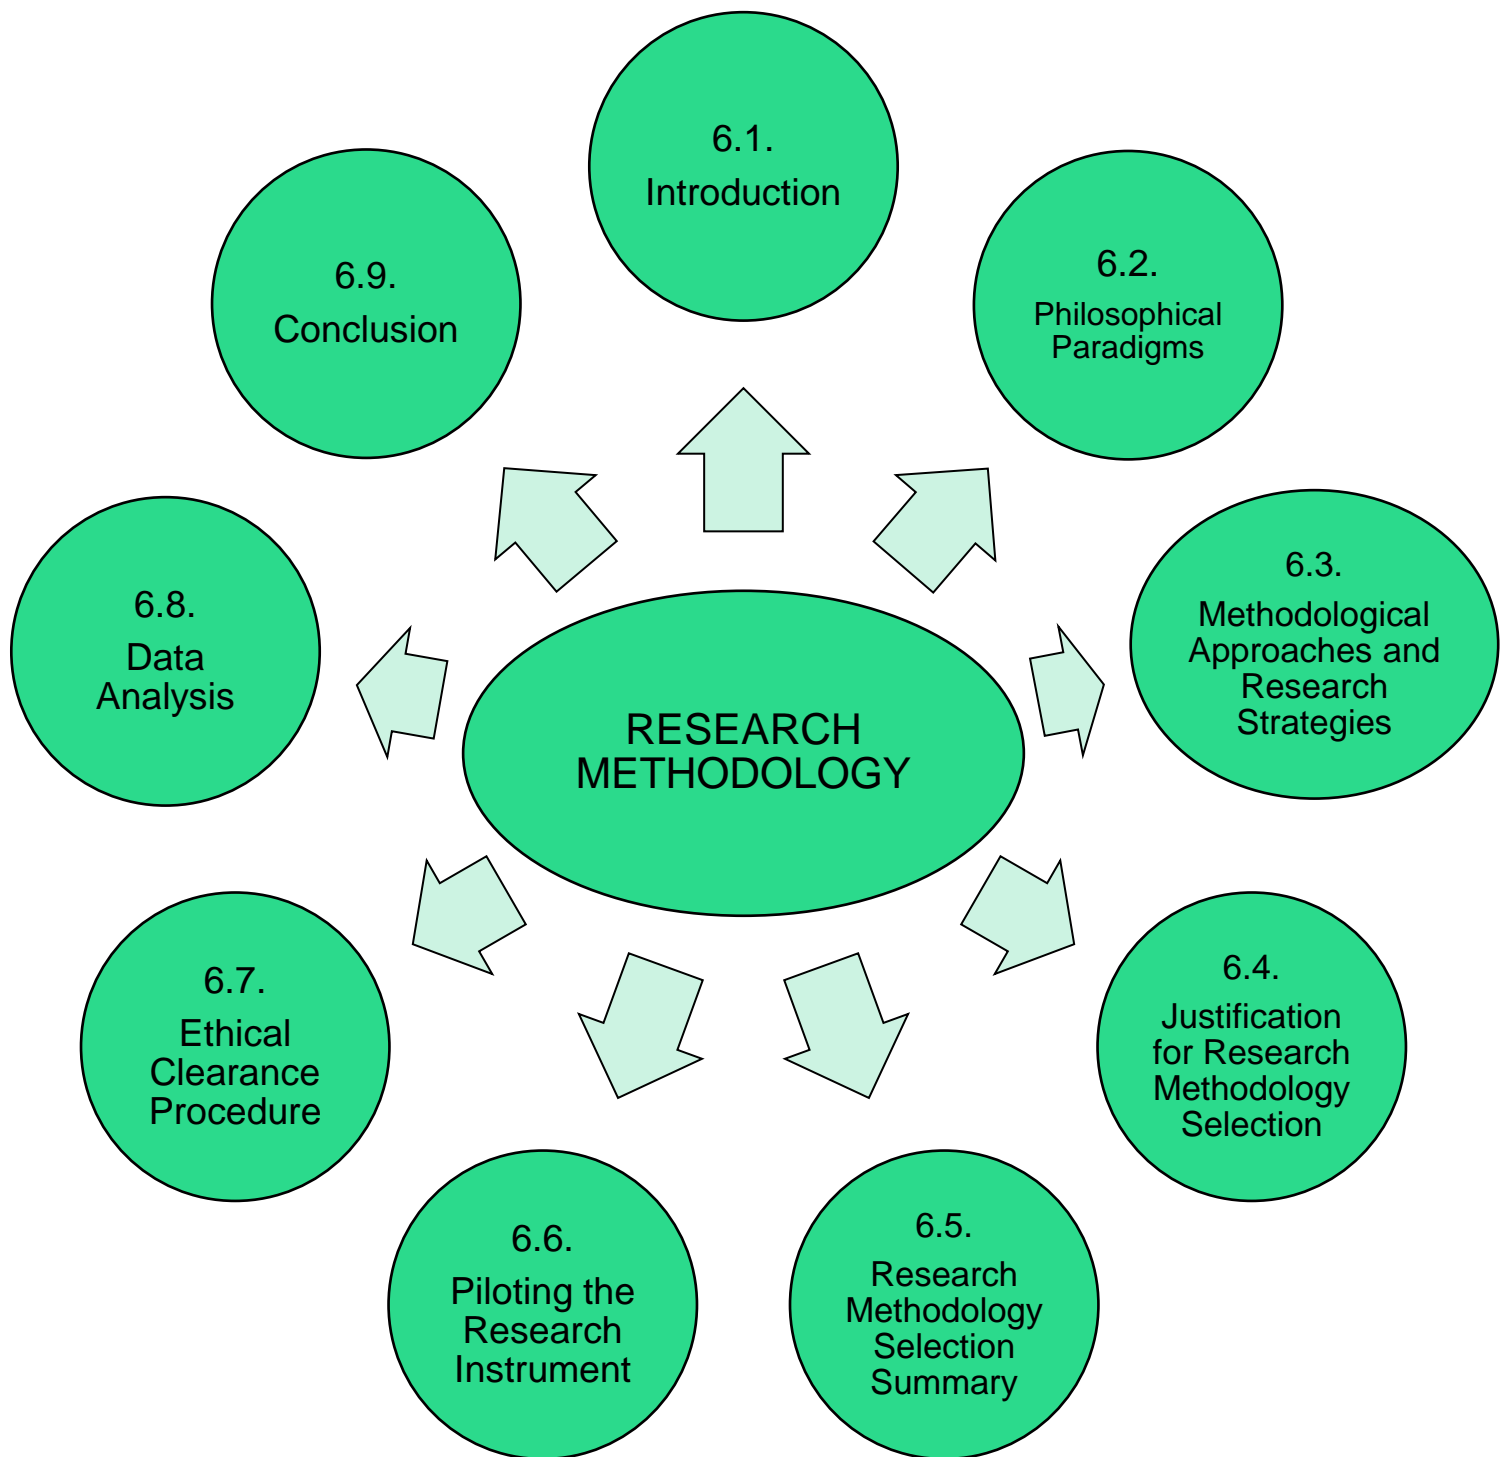 6.1.
Introduction
6.2.
Philosophical
Paradigms
6.3.
Methodological
Approaches and
Research
Strategies
6.4.
Justification
for Research
Methodology
Selection
6.5.
Research
Methodology
Selection
Summary
6.6.
Piloting the
Research
Instrument
6.7.
Ethical
Clearance
Procedure
6.8.
Data
Analysis
6.9.
Conclusion
RESEARCH
METHODOLOGY